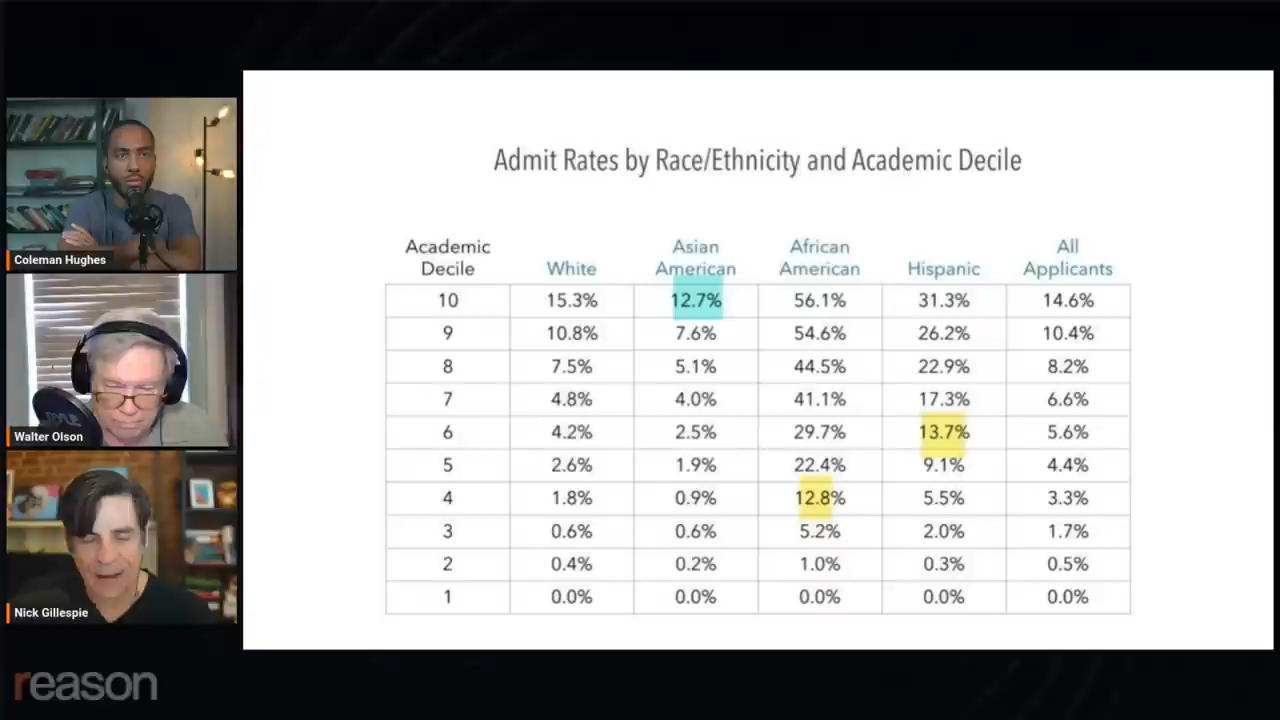 Coleman Hughes
Walter Olson
Nick Gillespie
reason
Admit Rates by Race/Ethnicity and Academic Decile
Academic Decile White Asian American African American Hispanic All Applicants
10 15.3% 12.7% 56.1% 31.3% 14.6%
9 10.8% 7.6% 54.6% 26.2% 10.4%
8 7.5% 5.1% 44.5% 22.9% 8.2%
7 4.8% 4.0% 41.1% 17.3% 6.6%
6 4.2% 2.5% 29.7% 13.7% 5.6%
5 2.6% 1.9% 22.4% 9.1% 4.4%
4 1.8% 0.9% 12.8% 5.5% 3.3%
3 0.6% 0.6% 5.2% 2.0% 1.7%
2 0.4% 0.2% 1.0% 0.3% 0.5%
1 0.0% 0.0% 0.0% 0.0% 0.0%